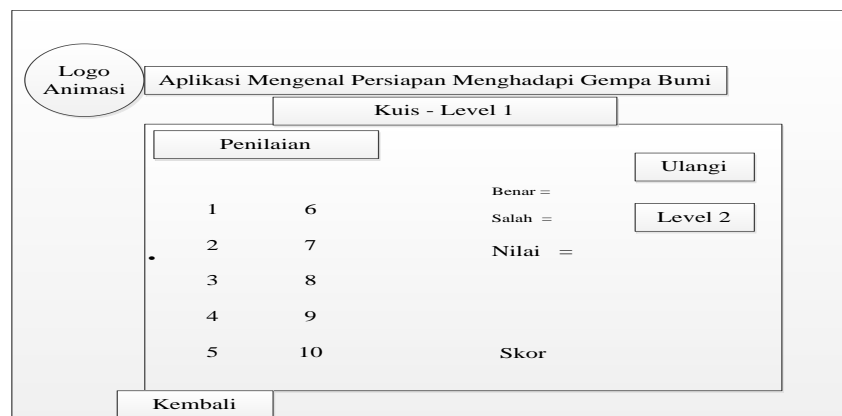 Logo
Animasi
Aplikasi Mengenal Persiapan Menghadapi Gempa Bumi
Kuis - Level 1
Penilaian
Ulangi
Benar =
1 6
Salah =
Level 2
2 7
Nilai =
3 8
4 9
5 10
Skor
Kembali